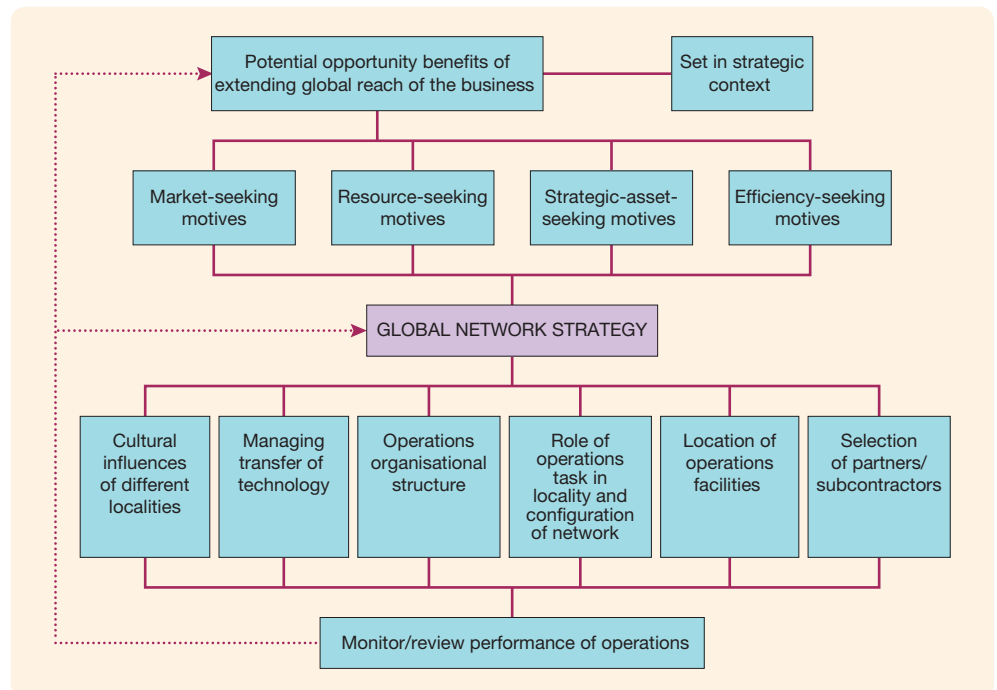 Potential opportunity benefits of
extending global reach of the business
Set in strategic
context
Market-seeking
motives
Resource-seeking
motives
Strategic-asset-
seeking motives
Efficiency-seeking
motives
GLOBAL NETWORK STRATEGY
Cultural
influences
of different
localities
Managing
transfer of
technology
Operations
organisational
structure
Role of
operations
task in
locality and
configuration
of network
Location of
operations
facilities
Selection
of partners/
subcontractors
Monitor/review performance of operations